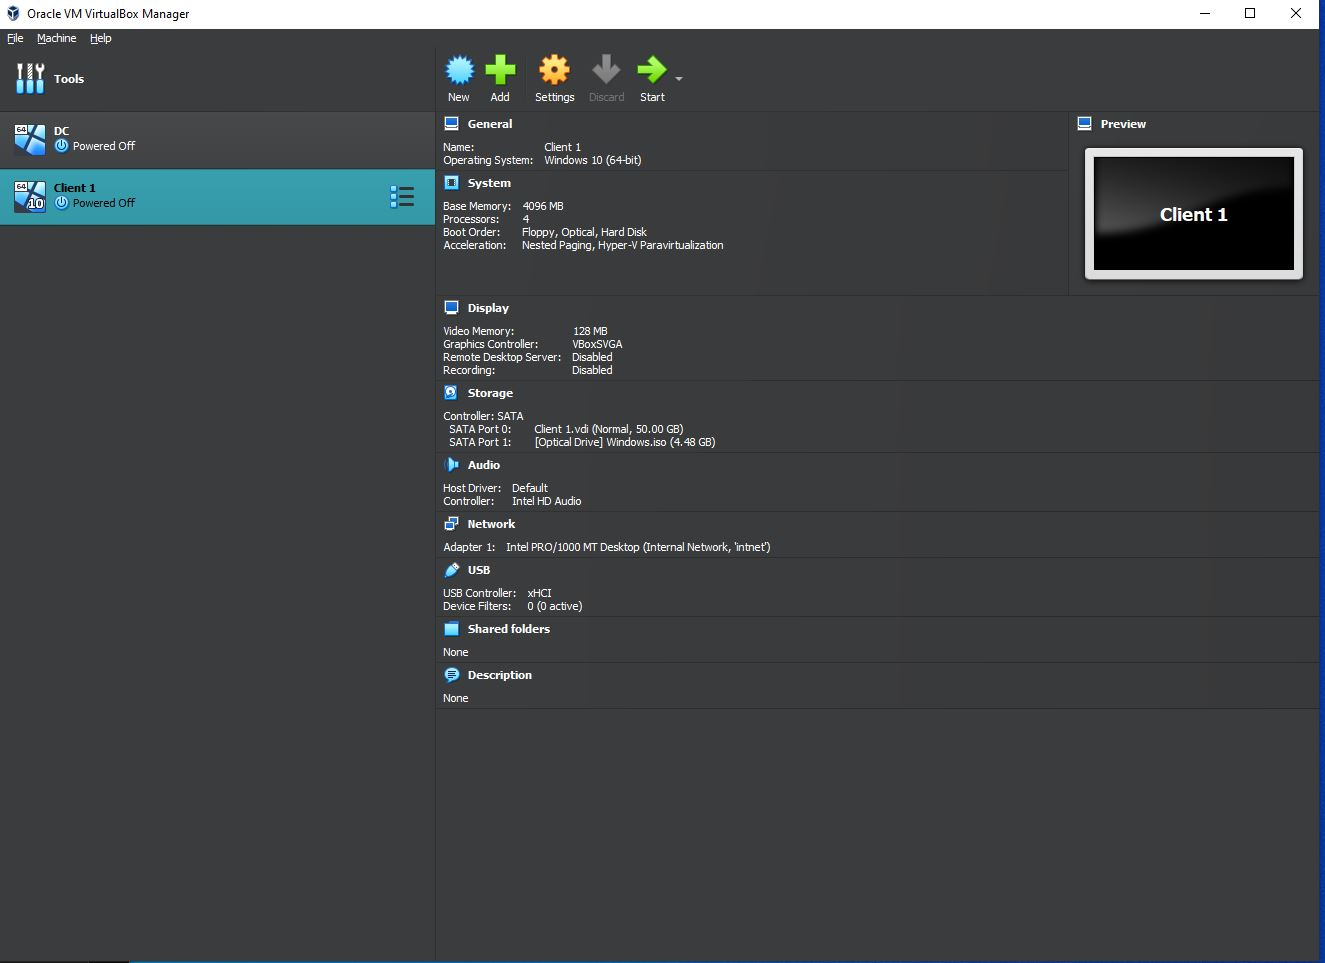 Oracle VM VirtualBox Manager
File Machine Help
Tools
New Add Settings Discard Start
64
DC
Powered Off
64
10
Client 1
Powered Off
General
Name: Client 1
Operating System: Windows 10 (64-bit)
Preview
Client 1
System
Base Memory: 4096 MB
Processors: 4
Boot Order: Floppy, Optical, Hard Disk
Acceleration: Nested Paging, Hyper-V Paravirtualization
Display
Video Memory: 128 MB
Graphics Controller: VBoxSVGA
Remote Desktop Server: Disabled
Recording: Disabled
Storage
Controller: SATA
SATA Port 0: Client 1.vdi (Normal, 50.00 GB)
SATA Port 1: [Optical Drive] Windows.iso (4.48 GB)
Audio
Host Driver: Default
Controller: Intel HD Audio
Network
Adapter 1: Intel PRO/1000 MT Desktop (Internal Network, 'intnet')
USB
USB Controller: xHCI
Device Filters: 0 (0 active)
Shared folders
None
Description
None